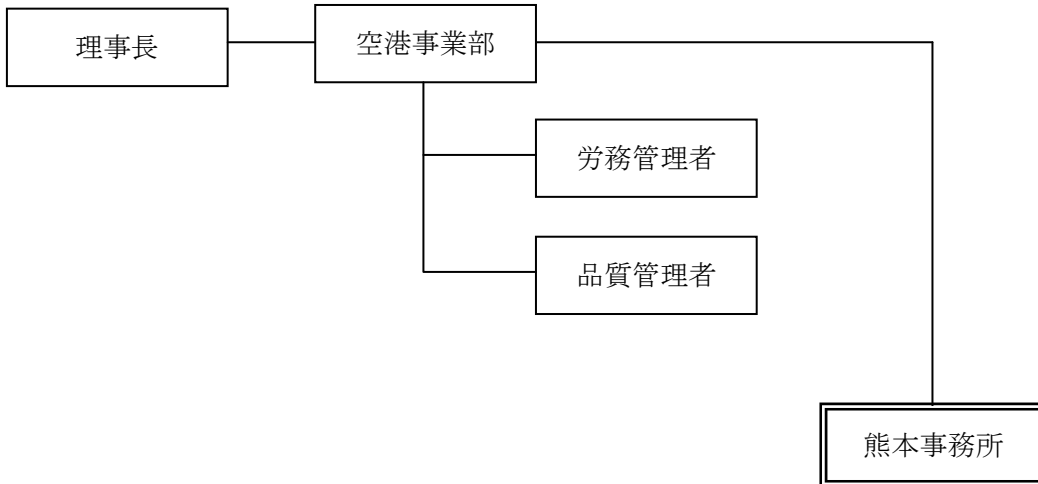 理事長
空港事業部
労務管理者
品質管理者
熊本事務所